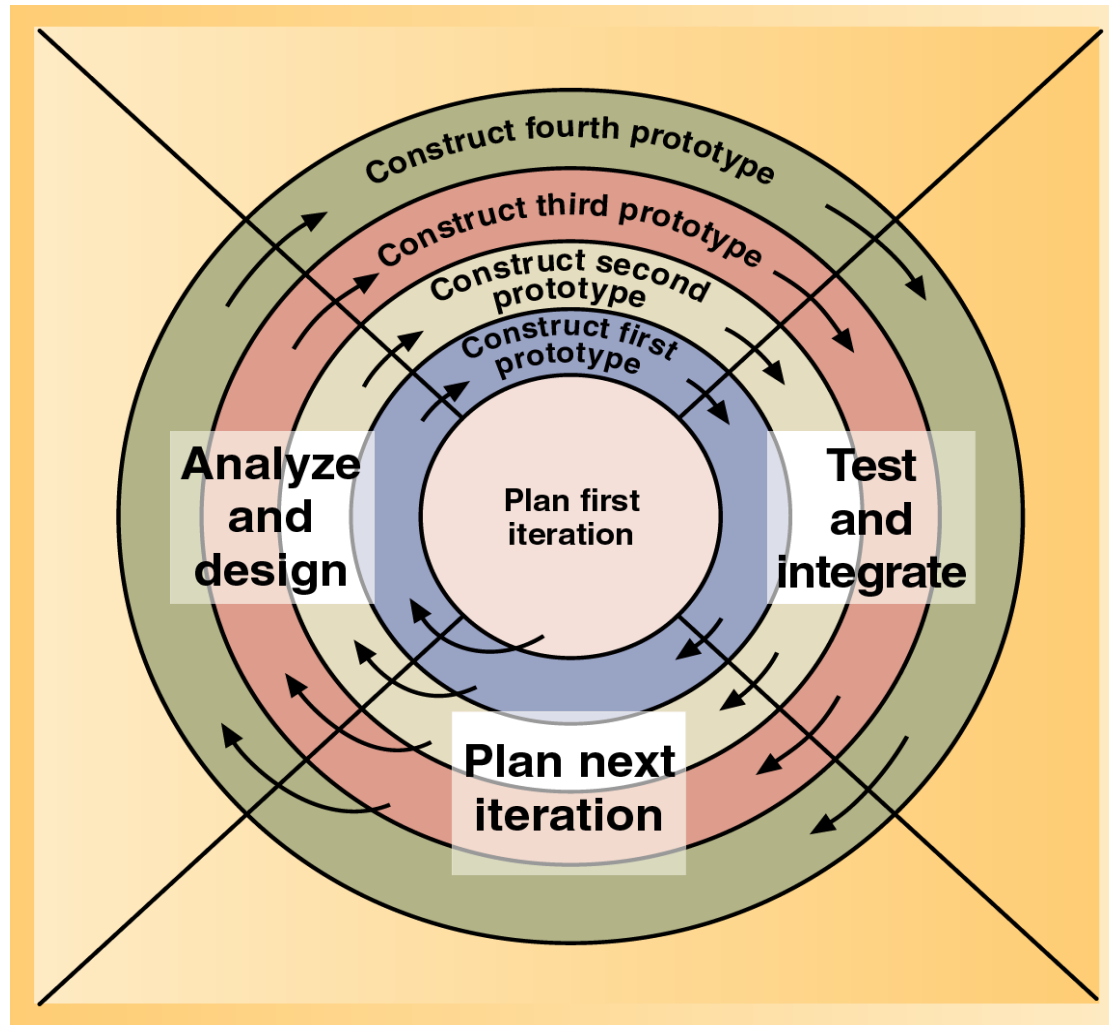 Construct fourth prototype
Construct third prototype
Construct second
prototype
Construct first
prototype
Analyze
and
design
Plan first
iteration
Test
and
integrate
Plan next
iteration